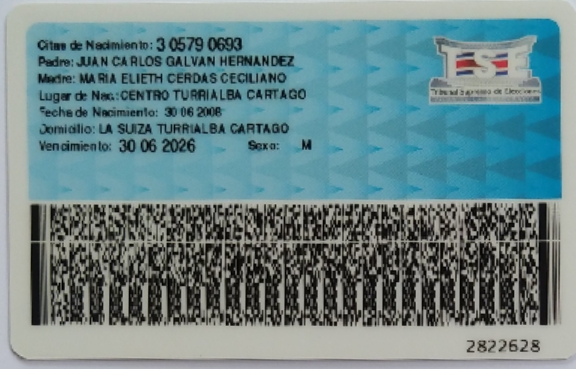 Citas de Nacimiento: 3 0579 0693
Padre: JUAN CARLOS GALVAN HERNANDEZ
Madre: MARIA ELIETH CERDAS CECILIANO
Lugar de Nac.: CENTRO TURRIALBA CARTAGO
Fecha de Nacimiento: 30 06 2008
Domicilio: LA SUIZA TURRIALBA CARTAGO
Vencimiento: 30 06 2026 Sexo: M
TSE
Tribunal Supremo de Elecciones
2822628